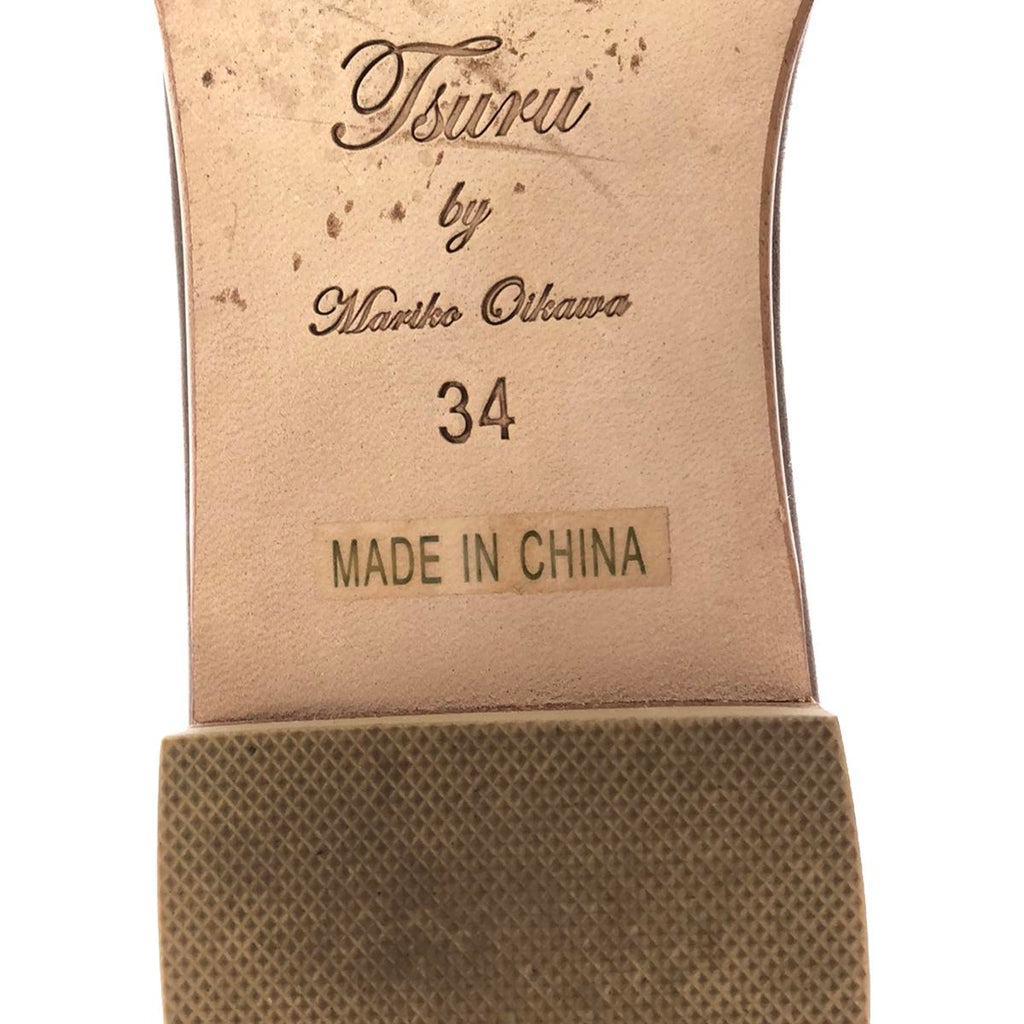 Tsuru
by
Mariko Oikawa
34
MADE IN CHINA